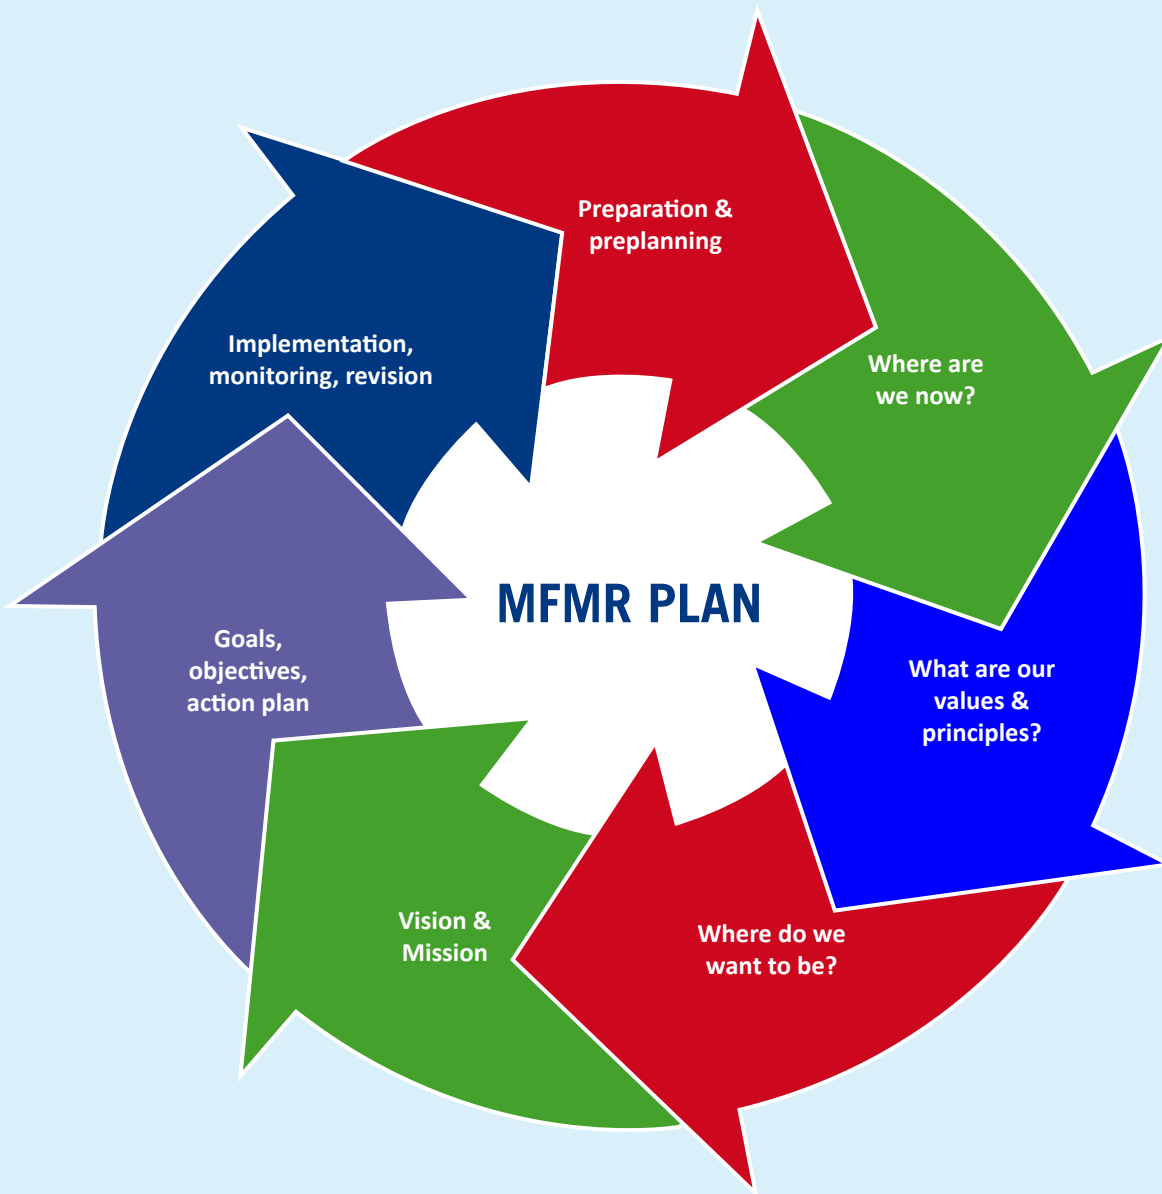 Preparation &
preplanning
Where are
we now?
What are our
values &
principles?
Where do we
want to be?
Vision &
Mission
Goals,
objectives,
action plan
Implementation,
monitoring, revision
MFMR PLAN